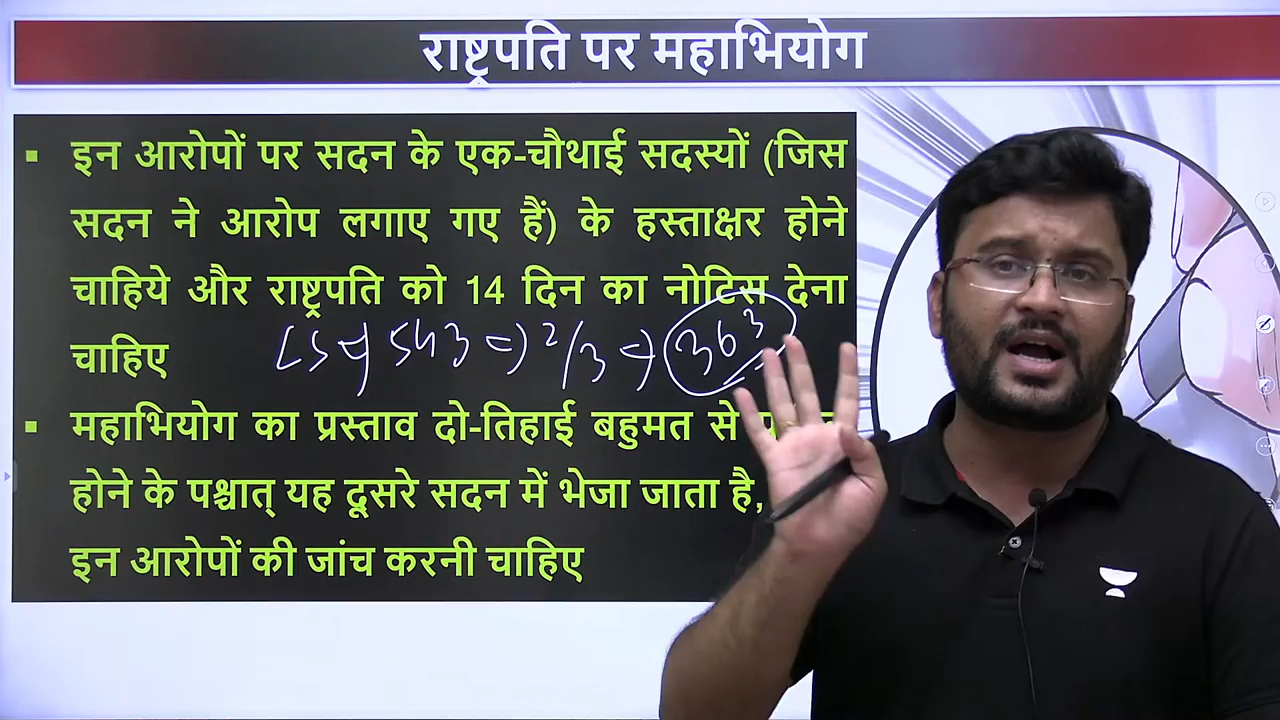 राष्ट्रपति पर महाभियोग
इन आरोपों पर सदन के एक-चौथाई सदस्यों (जिस
सदन ने आरोप लगाए गए हैं) के हस्ताक्षर होने
चाहिये और राष्ट्रपति को 14 दिन का नोटिस देना
चाहिए
LS → 543 => 2/3 => 363
महाभियोग का प्रस्ताव दो-तिहाई बहुमत से
होने के पश्चात् यह दूसरे सदन में भेजा जाता है,
इन आरोपों की जांच करनी चाहिए